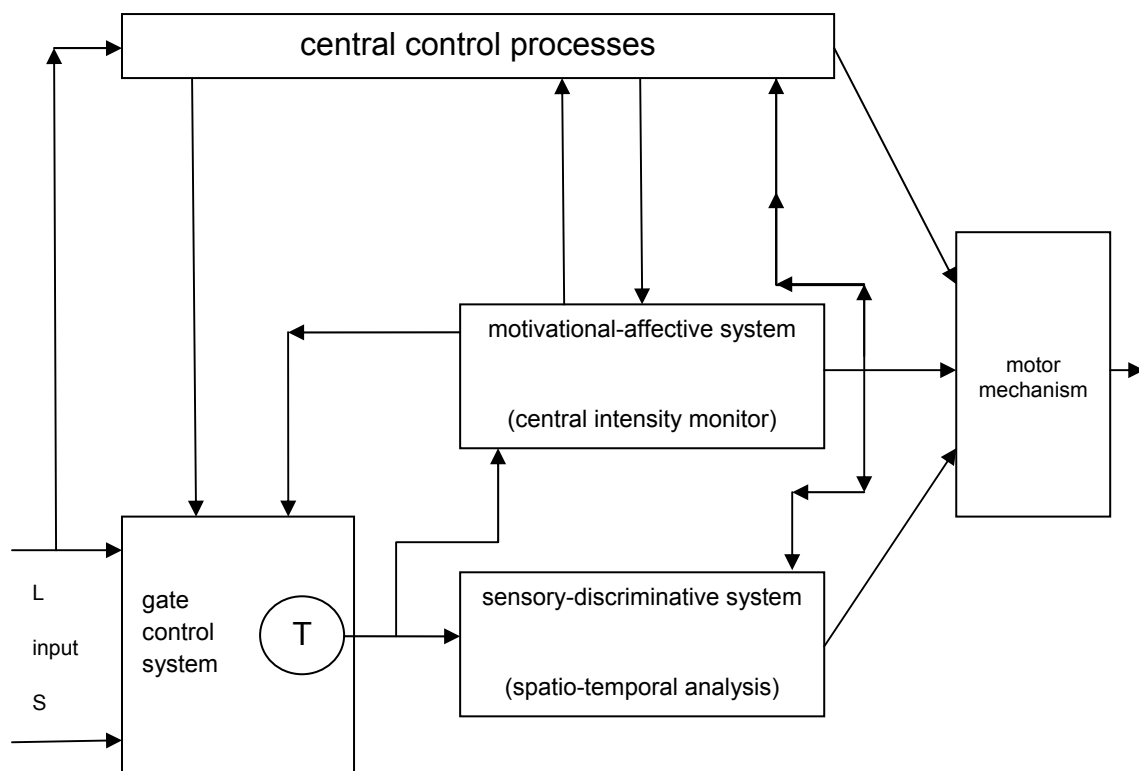 central control processes
motivational-affective system
(central intensity monitor)
motor
mechanism
L
input
S
gate
control
system
T
sensory-discriminative system
(spatio-temporal analysis)